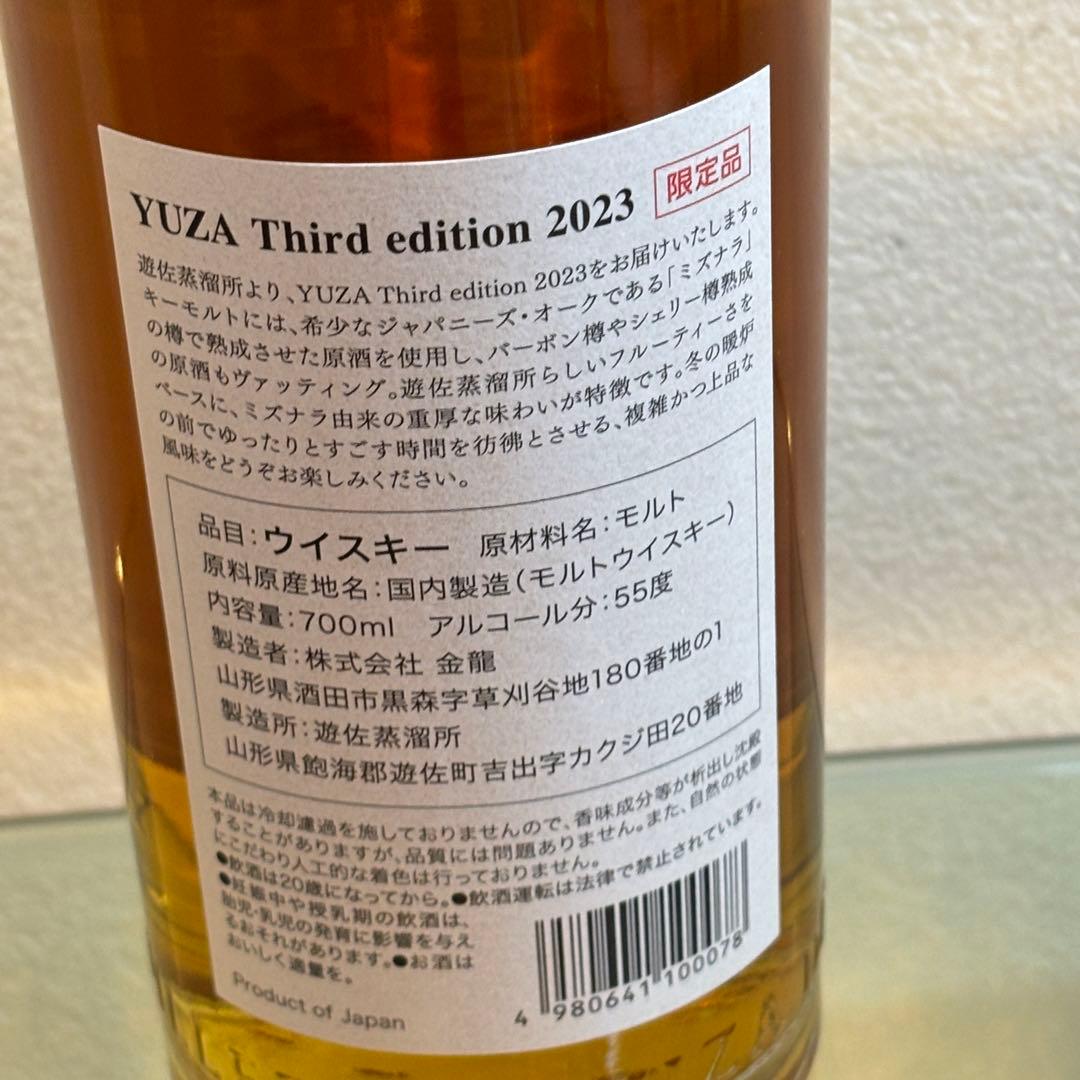 YUZA Third edition 2023 限定品
遊佐蒸溜所より、YUZA Third edition 2023をお届けいたします。
キーモルトには、希少なジャパニーズ・オークである「ミズナラ」
の樽で熟成させた原酒を使用し、バーボン樽やシェリー樽熟成
の原酒もヴァッティング。遊佐蒸溜所らしいフルーティーさを
ベースに、ミズナラ由来の重厚な味わいが特徴です。冬の暖炉
の前でゆったりとすごす時間を彷彿とさせる、複雑かつ上品な
風味をどうぞお楽しみください。
品目:ウイスキー 原材料名:モルト
原料原産地名:国内製造(モルトウイスキー)
内容量:700ml アルコール分:55度
製造者:株式会社 金龍
山形県酒田市黒森字草刈谷地180番地の1
製造所:遊佐蒸溜所
山形県飽海郡遊佐町吉出字カクジ田20番地
本品は冷却濾過を施しておりませんので、香味成分等が析出し沈殿
することがありますが、品質には問題ありません。また、自然の状態
にこだわり人工的な着色は行っておりません。
●飲酒は20歳になってから。●飲酒運転は法律で禁止されています。
●妊娠中や授乳期の飲酒は、
胎児・乳児の発育に影響を与え
るおそれがあります。●お酒は
おいしく適量を。
Product of Japan
4 980641 100078